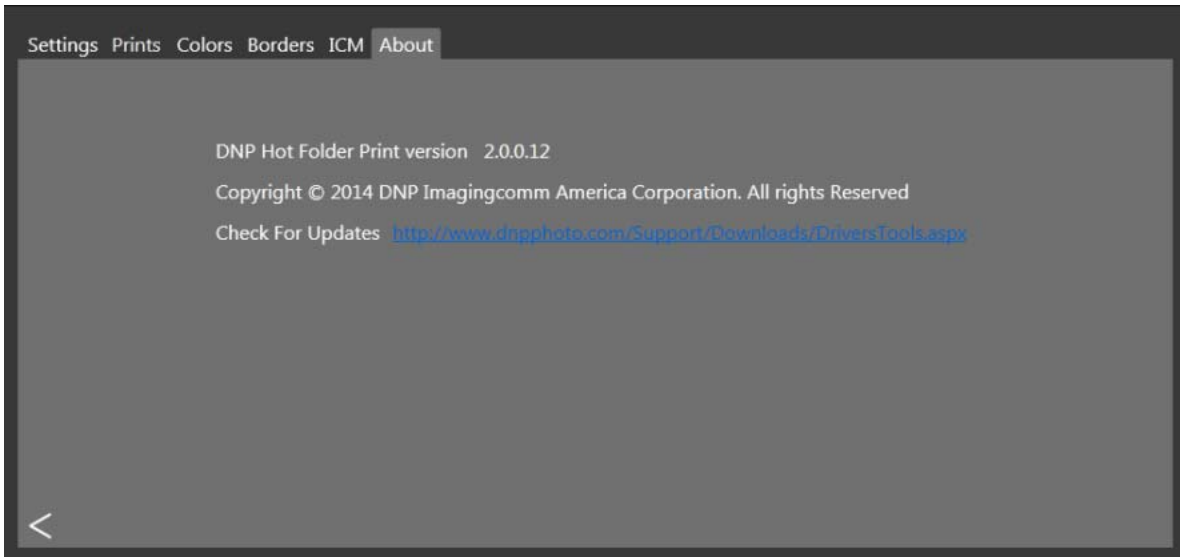 Settings Prints Colors Borders ICM About
DNP Hot Folder Print version 2.0.0.12
Copyright © 2014 DNP Imagingcomm America Corporation. All rights Reserved
Check For Updates http://www.dnpphoto.com/Support/Downloads/DriversTools.aspx
<